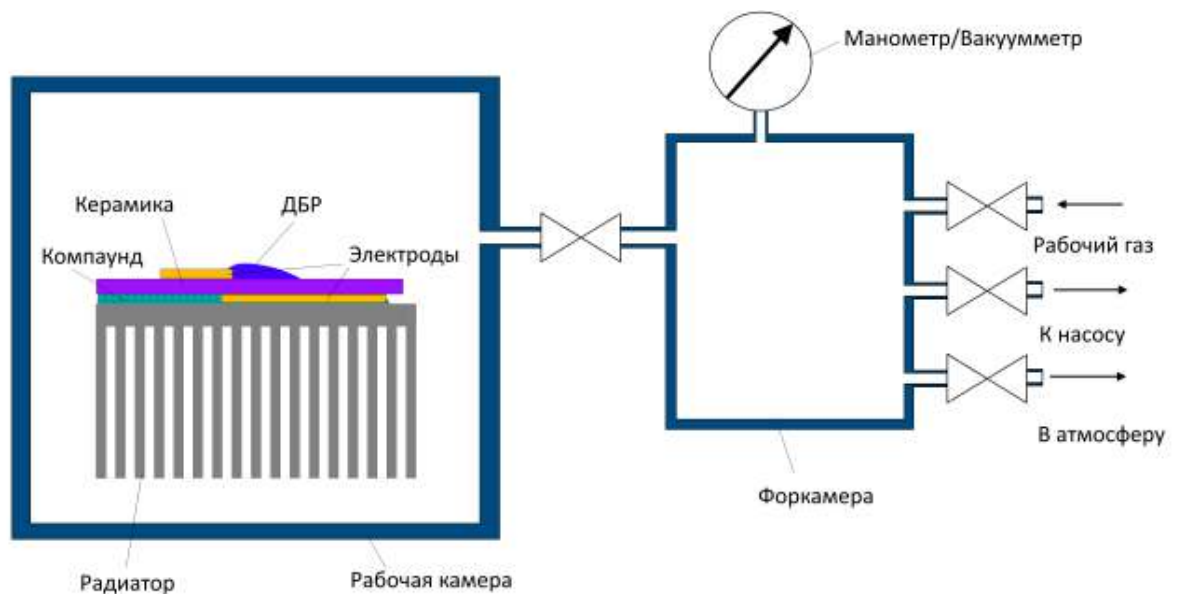 Манометр/Вакуумметр
Керамика
ДБР
Компаунд
Электроды
Рабочий газ
К насосу
В атмосферу
Форкамера
Радиатор
Рабочая камера